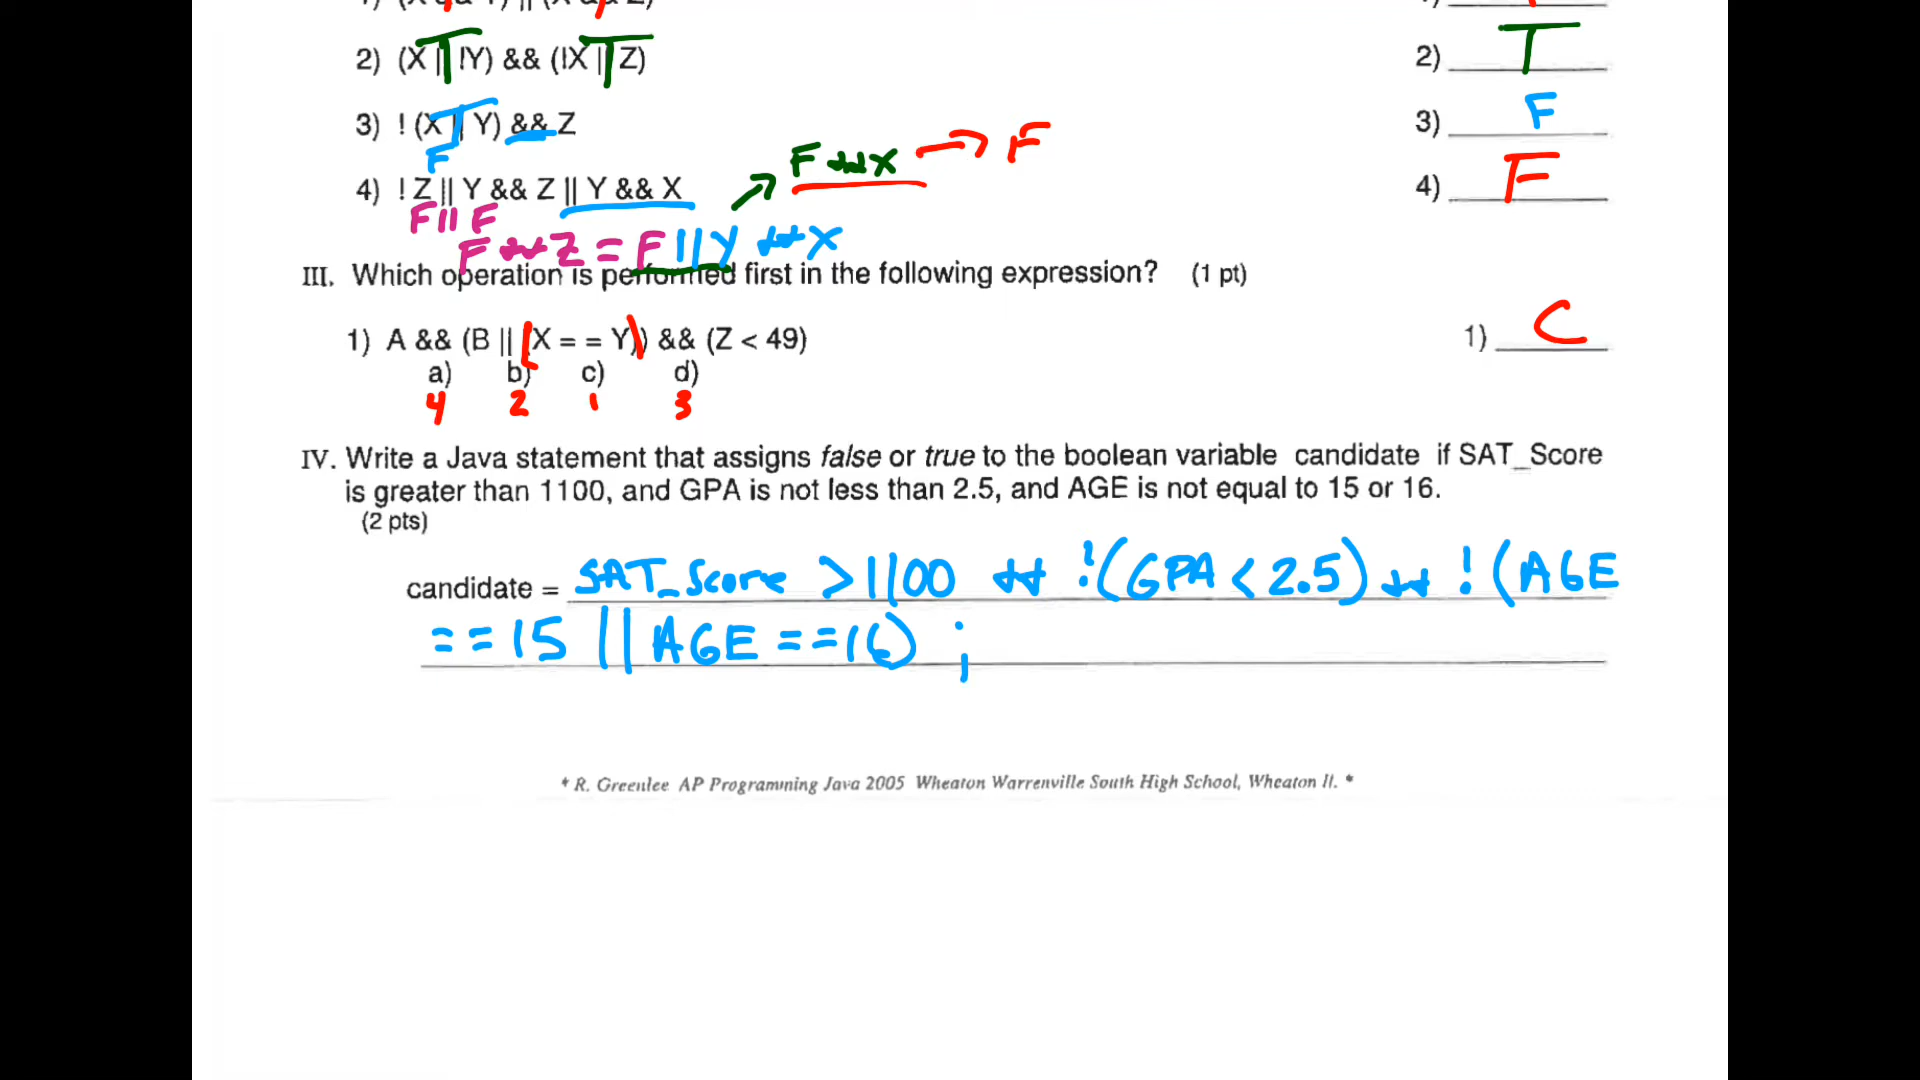 2) (X || !Y) && (!X || Z) 2) T
T T
3) ! (X || Y) && Z 3) F
T
F
F && X → F
4) ! Z || Y && Z || Y && X 4) F
F || F
F && Z = F || Y && X
III. Which operation is performed first in the following expression? (1 pt)
1) A && (B || (X = = Y)) && (Z < 49) 1) C
a) b) c) d)
4 2 1 3
IV. Write a Java statement that assigns false or true to the boolean variable candidate if SAT_Score
is greater than 1100, and GPA is not less than 2.5, and AGE is not equal to 15 or 16.
(2 pts)
candidate = SAT_Score > 1100 && !(GPA < 2.5) && !(AGE
== 15 || AGE == 16) ;
* R. Greenlee AP Programming Java 2005 Wheaton Warrenville South High School, Wheaton Il. *